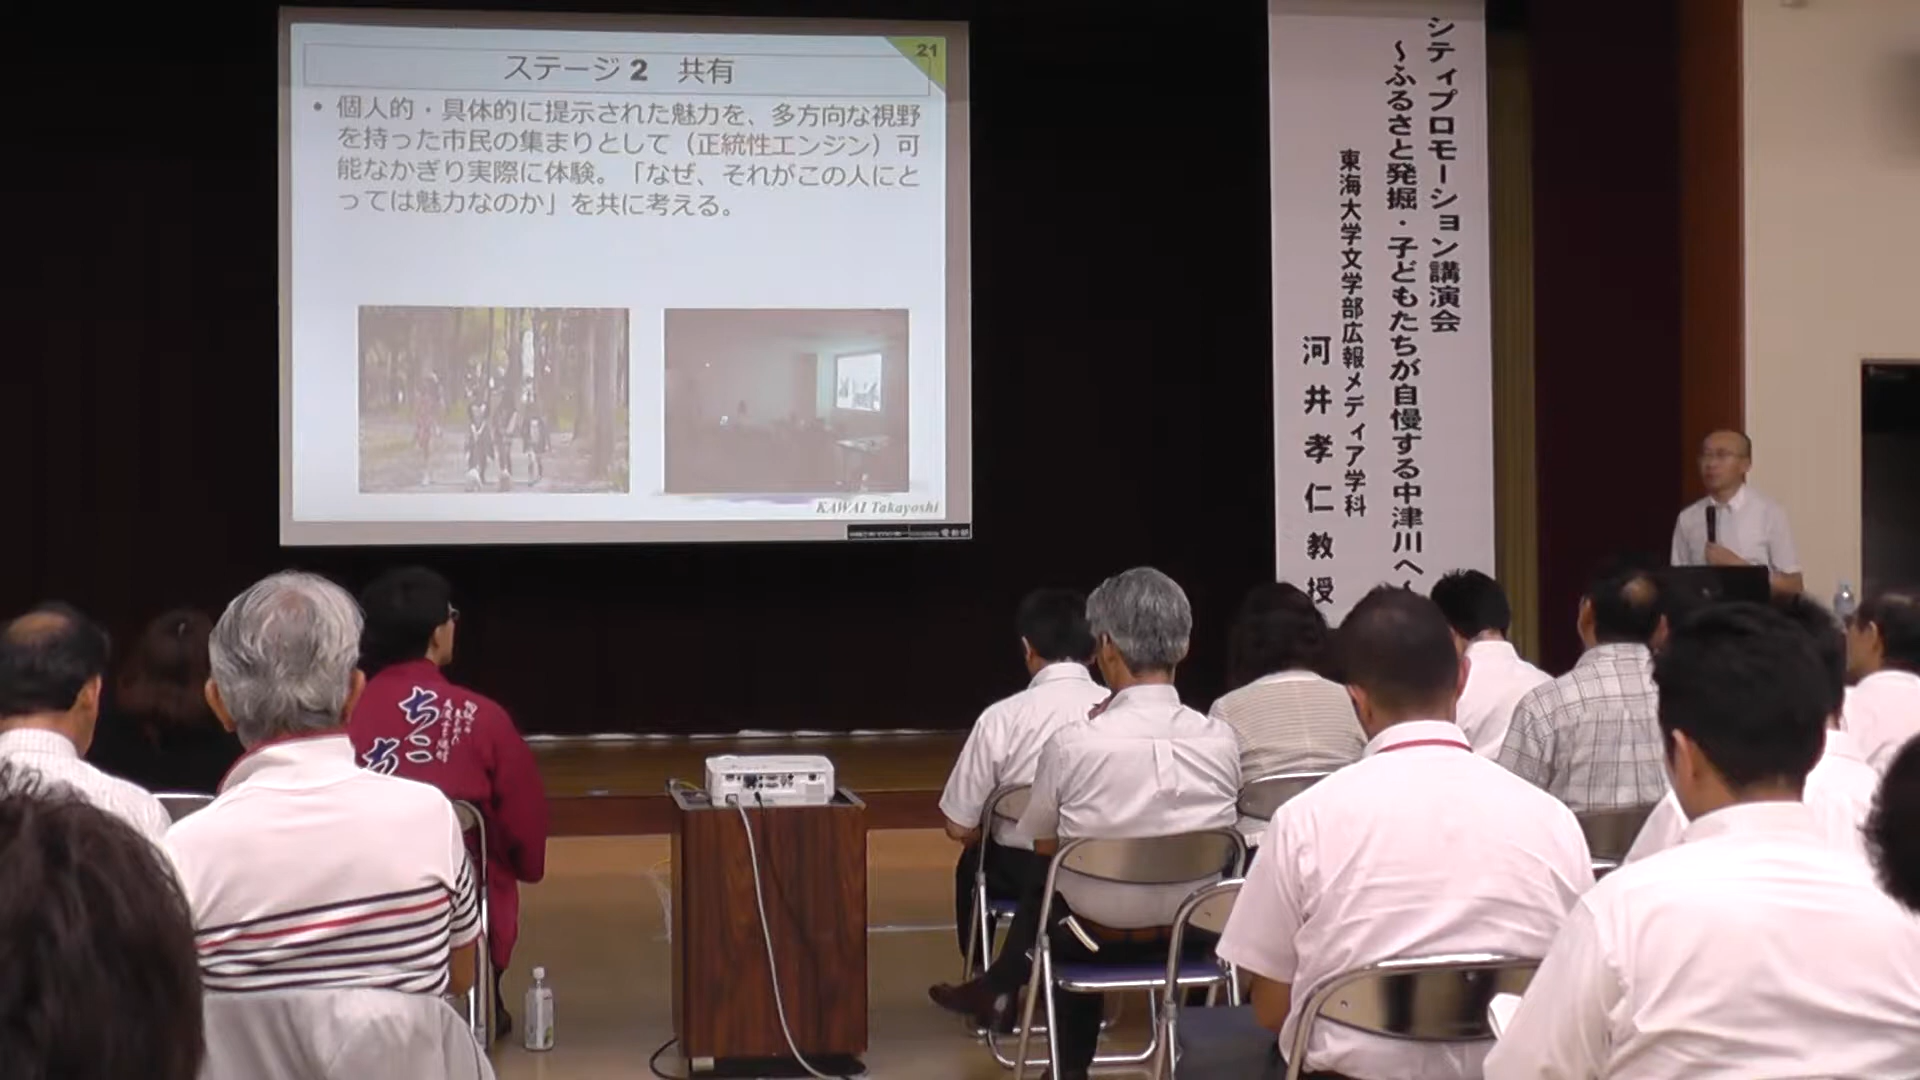 21
ステージ2 共有
• 個人的・具体的に提示された魅力を、多方向な視野
を持った市民の集まりとして（正統性エンジン）可
能なかぎり実際に体験。「なぜ、それがこの人にと
っては魅力なのか」を共に考える。
KAWAI Takayoshi
シティプロモーション講演会
～ふるさと発掘・子どもたちが自慢する中津川へ～
東海大学文学部広報メディア学科
河井孝仁教授
ちこ
ち